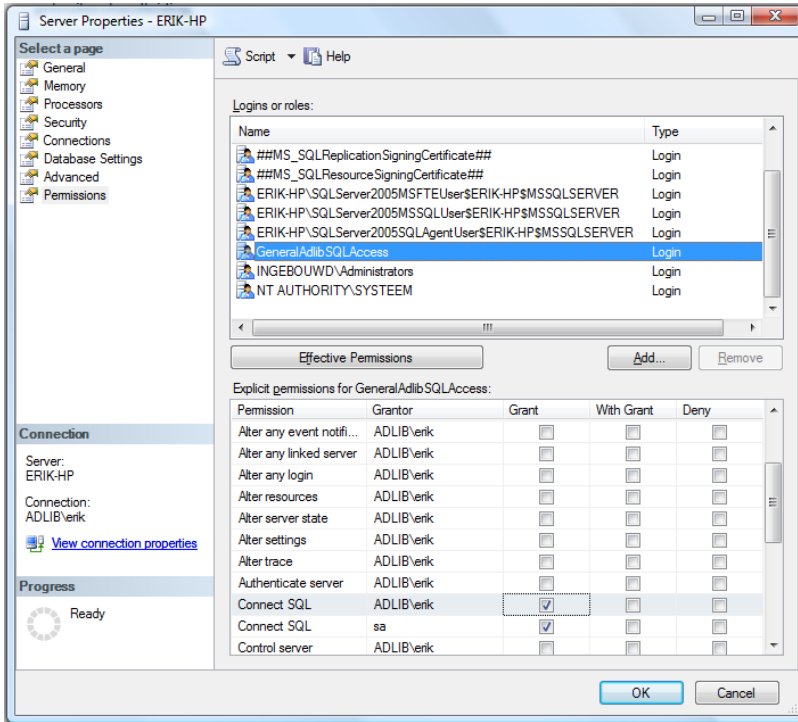 Server Properties - ERIK-HP
Select a page
General
Memory
Processors
Security
Connections
Database Settings
Advanced
Permissions
Script
Help
Logins or roles:
Name Type
##MS_SQLReplicationSigningCertificate## Login
##MS_SQLResourceSigningCertificate## Login
ERIK-HP\SQLServer2005MSFTEUser$ERIK-HP$MSSQLSERVER Login
ERIK-HP\SQLServer2005MSSQLUser$ERIK-HP$MSSQLSERVER Login
ERIK-HP\SQLServer2005SQLAgentUser$ERIK-HP$MSSQLSERVER Login
GeneralAdlibSQLAccess Login
INGEBOUWD\Administrators Login
NT AUTHORITY\SYSTEEM Login
Effective Permissions
Add...
Remove
Explicit permissions for GeneralAdlibSQLAccess:
Permission Grantor Grant With Grant Deny
Alter any event notifi... ADLIB\erik
Alter any linked server ADLIB\erik
Alter any login ADLIB\erik
Alter resources ADLIB\erik
Alter server state ADLIB\erik
Alter settings ADLIB\erik
Alter trace ADLIB\erik
Authenticate server ADLIB\erik
Connect SQL ADLIB\erik
Connect SQL sa
Control server ADLIB\erik
Connection
Server:
ERIK-HP
Connection:
ADLIB\erik
View connection properties
Progress
Ready
OK
Cancel